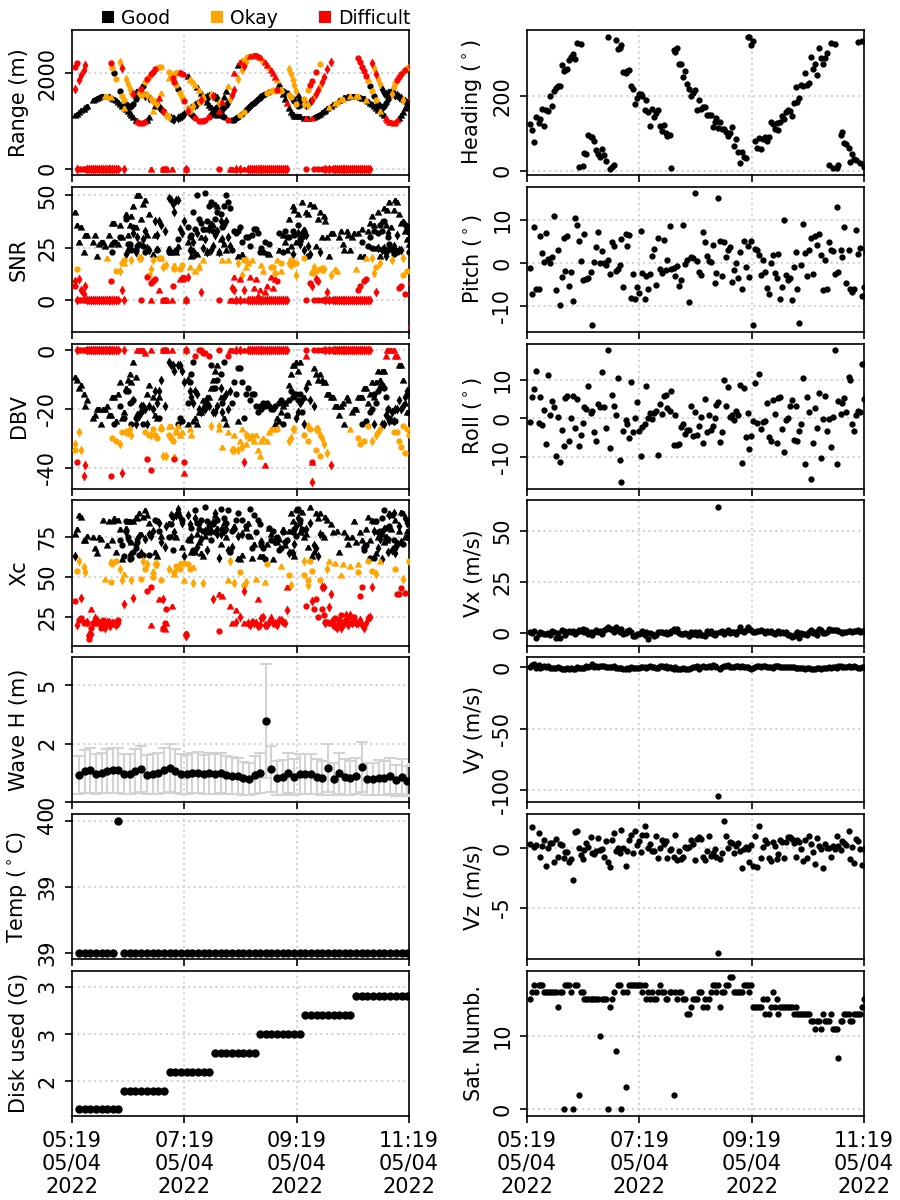 Good Okay Difficult
Range (m)
2000
0
SNR
50
25
0
DBV
0
-20
-40
Xc
75
50
25
Wave H (m)
5
2
0
Temp (°C)
40
39
39
Disk used (G)
3
3
2
05:19 07:19 09:19 11:19
05/04 05/04 05/04 05/04
2022 2022 2022 2022
Heading (°)
200
0
Pitch (°)
10
0
-10
Roll (°)
10
0
-10
Vx (m/s)
50
25
0
Vy (m/s)
0
-50
-100
Vz (m/s)
0
-5
Sat. Numb.
10
0
05:19 07:19 09:19 11:19
05/04 05/04 05/04 05/04
2022 2022 2022 2022